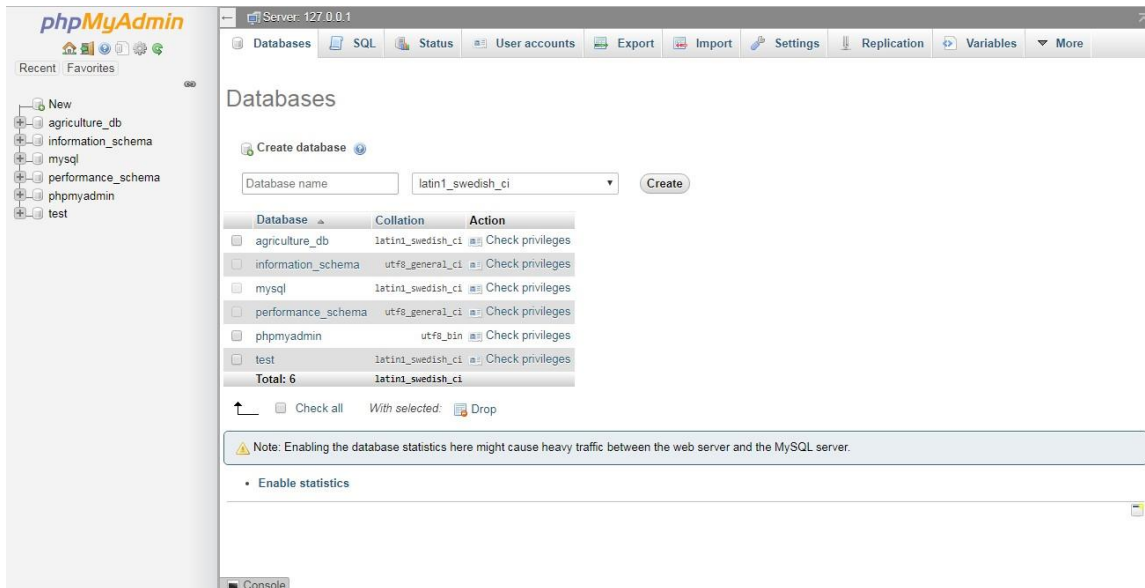 phpMyAdmin
Recent Favorites
New
agriculture_db
information_schema
mysql
performance_schema
phpmyadmin
test
Server: 127.0.0.1
Databases SQL Status User accounts Export Import Settings Replication Variables More
Databases
Create database
Database name latin1_swedish_ci Create
Database Collation Action
agriculture_db latin1_swedish_ci Check privileges
information_schema utf8_general_ci Check privileges
mysql latin1_swedish_ci Check privileges
performance_schema utf8_general_ci Check privileges
phpmyadmin utf8_bin Check privileges
test latin1_swedish_ci Check privileges
Total: 6 latin1_swedish_ci
Check all With selected: Drop
Note: Enabling the database statistics here might cause heavy traffic between the web server and the MySQL server.
Enable statistics
Console